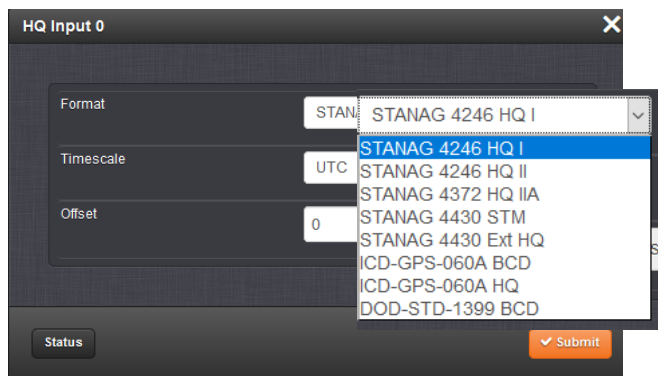 HQ Input 0
Format
STAN
STANAG 4246 HQ I
STANAG 4246 HQ I
STANAG 4246 HQ II
STANAG 4372 HQ IIA
STANAG 4430 STM
STANAG 4430 Ext HQ
ICD-GPS-060A BCD
ICD-GPS-060A HQ
DOD-STD-1399 BCD
Timescale
UTC
Offset
0
s
Status
Submit